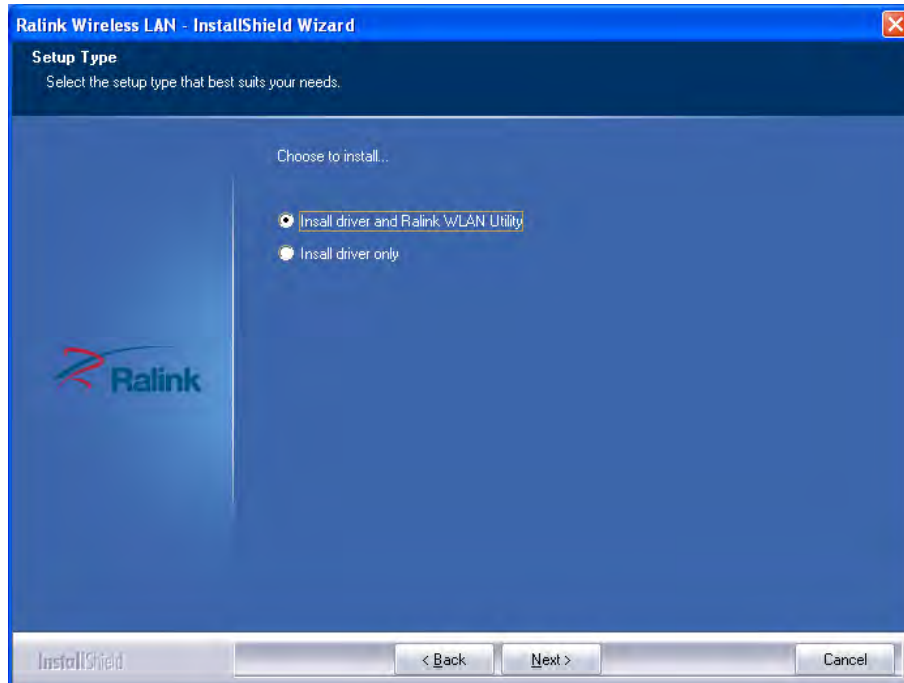 Ralink Wireless LAN - InstallShield Wizard
Setup Type
Select the setup type that best suits your needs.
Choose to install...
Insall driver and Ralink WLAN Utility
Insall driver only
Ralink
InstallShield
< Back
Next >
Cancel